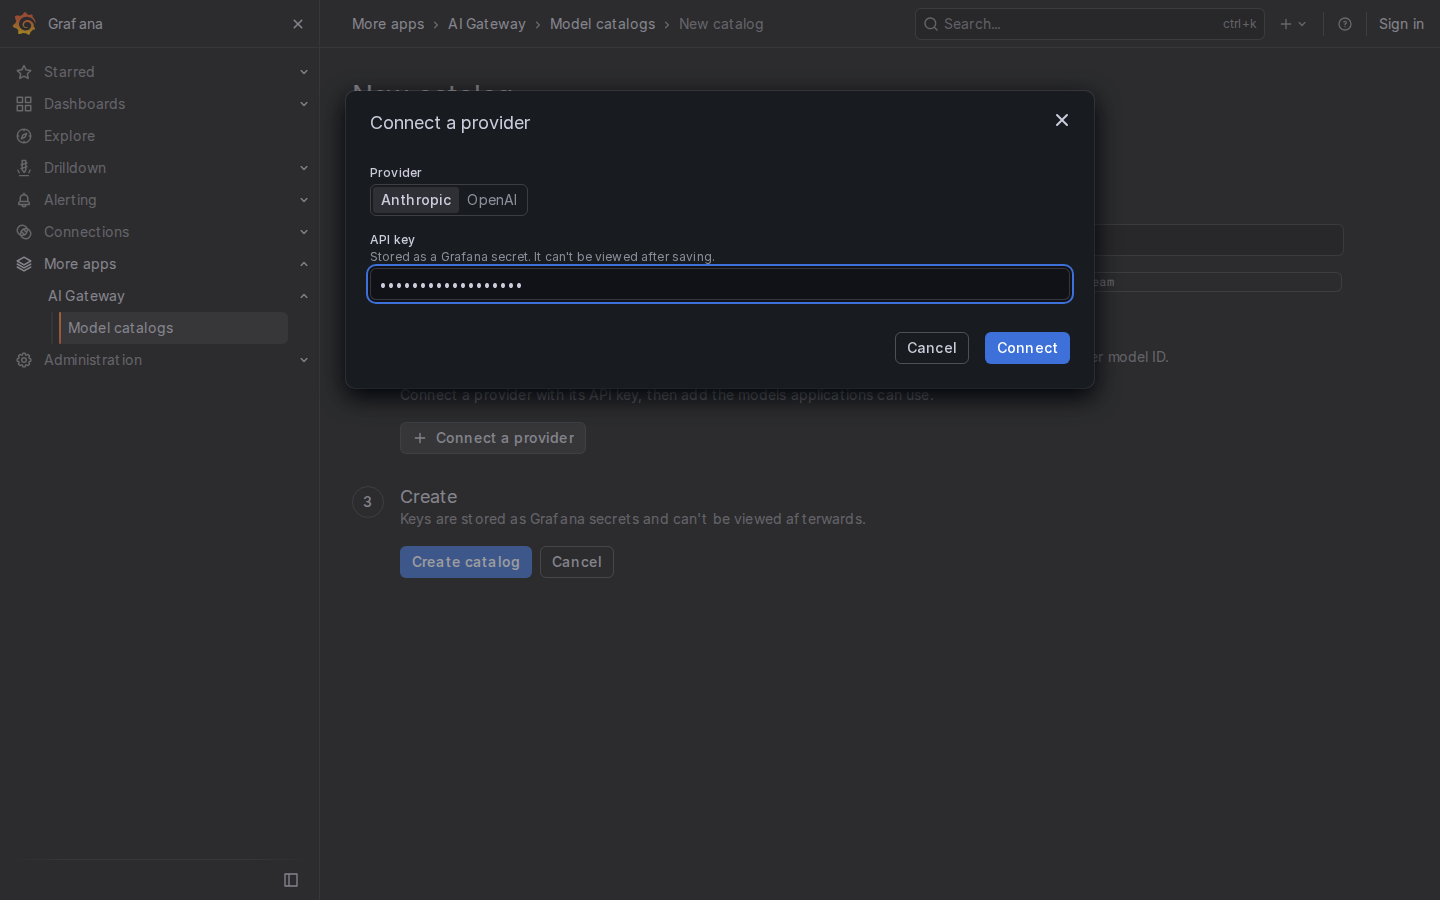 Grafana
More apps › AI Gateway › Model catalogs › New catalog
Search...
ctrl+k
Sign in
Starred
Dashboards
Explore
Drilldown
Alerting
Connections
More apps
AI Gateway
Model catalogs
Administration
New catalog
Connect a provider
Provider
Anthropic
OpenAI
API key
Stored as a Grafana secret. It can't be viewed after saving.
•••••••••••••••••• 
Cancel
Connect
model ID.
Connect a provider with its API key, then add the models applications can use.
Connect a provider
3
Create
Keys are stored as Grafana secrets and can't be viewed afterwards.
Create catalog
Cancel